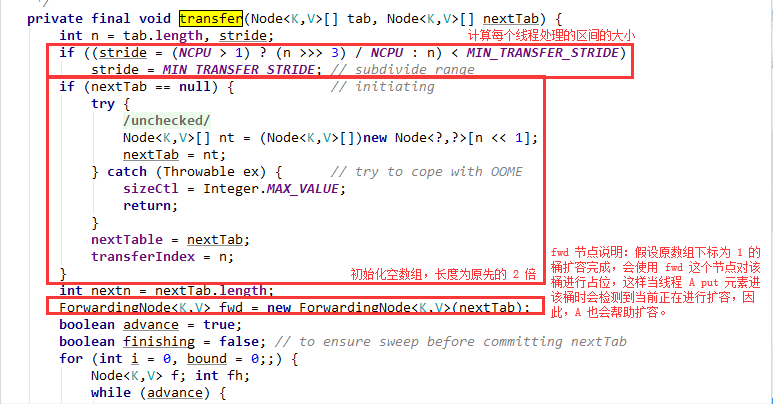 */
private final void transfer(Node<K,V>[] tab, Node<K,V>[] nextTab) {
int n = tab.length, stride;
计算每个线程处理的区间的大小
if ((stride = (NCPU > 1) ? (n >>> 3) / NCPU : n) < MIN_TRANSFER_STRIDE)
stride = MIN_TRANSFER_STRIDE; // subdivide range
if (nextTab == null) { // initiating
try {
/unchecked/
Node<K,V>[] nt = (Node<K,V>[])new Node<?,?>[n << 1];
nextTab = nt;
} catch (Throwable ex) { // try to cope with OOME
sizeCtl = Integer.MAX_VALUE;
return;
}
nextTable = nextTab;
transferIndex = n;
}
初始化空数组，长度为原先的 2 倍
fwd 节点说明：假设原数组下标为 1 的
桶扩容完成，会使用 fwd 这个节点对该
桶进行占位，这样当线程 A put 元素进
该桶时会检测到当前正在进行扩容，因
此，A 也会帮助扩容。
int nextn = nextTab.length;
ForwardingNode<K,V> fwd = new ForwardingNode<K,V>(nextTab);
boolean advance = true;
boolean finishing = false; // to ensure sweep before committing nextTab
for (int i = 0, bound = 0;;) {
Node<K,V> f; int fh;
while (advance) {